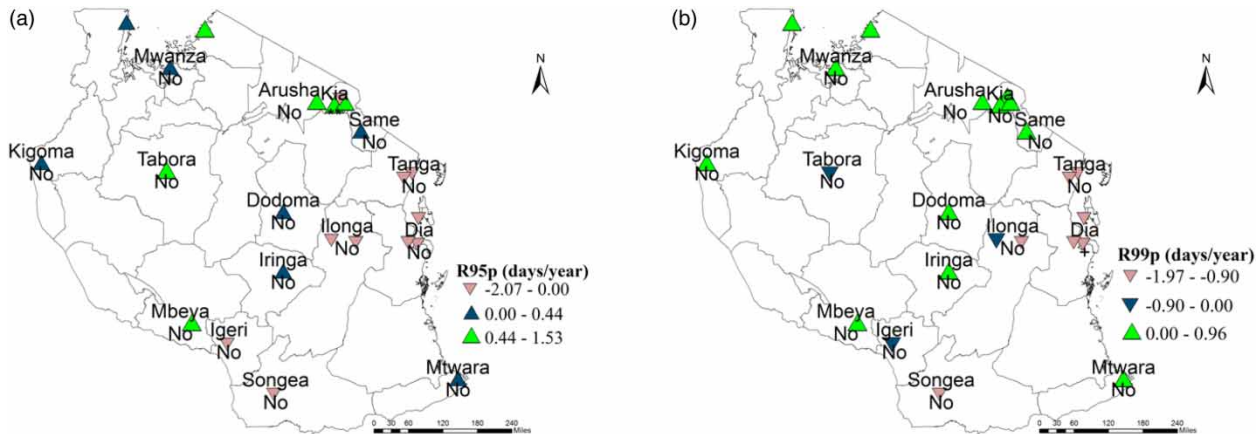 (a)
N
Mwanza
No
Arusha
No
Kia
Same
No
Kigoma
No
Tabora
No
Tanga
No
Dodoma
No
Ilonga
No
Dia
No
Iringa
No
R95p (days/year)
-2.07 - 0.00
0.00 - 0.44
0.44 - 1.53
Mbeya
No
Igeri
No
Songea
No
Mtwara
No
0 30 60 120 180 240
Miles
(b)
N
Mwanza
No
Arusha
No
Kia
No
Same
No
Kigoma
No
Tabora
No
Tanga
No
Dodoma
No
Ilonga
No
Dia
+
Iringa
No
R99p (days/year)
-1.97 - -0.90
-0.90 - 0.00
0.00 - 0.96
Mbeya
No
Igeri
No
Songea
No
Mtwara
No
0 30 60 120 180 240
Miles